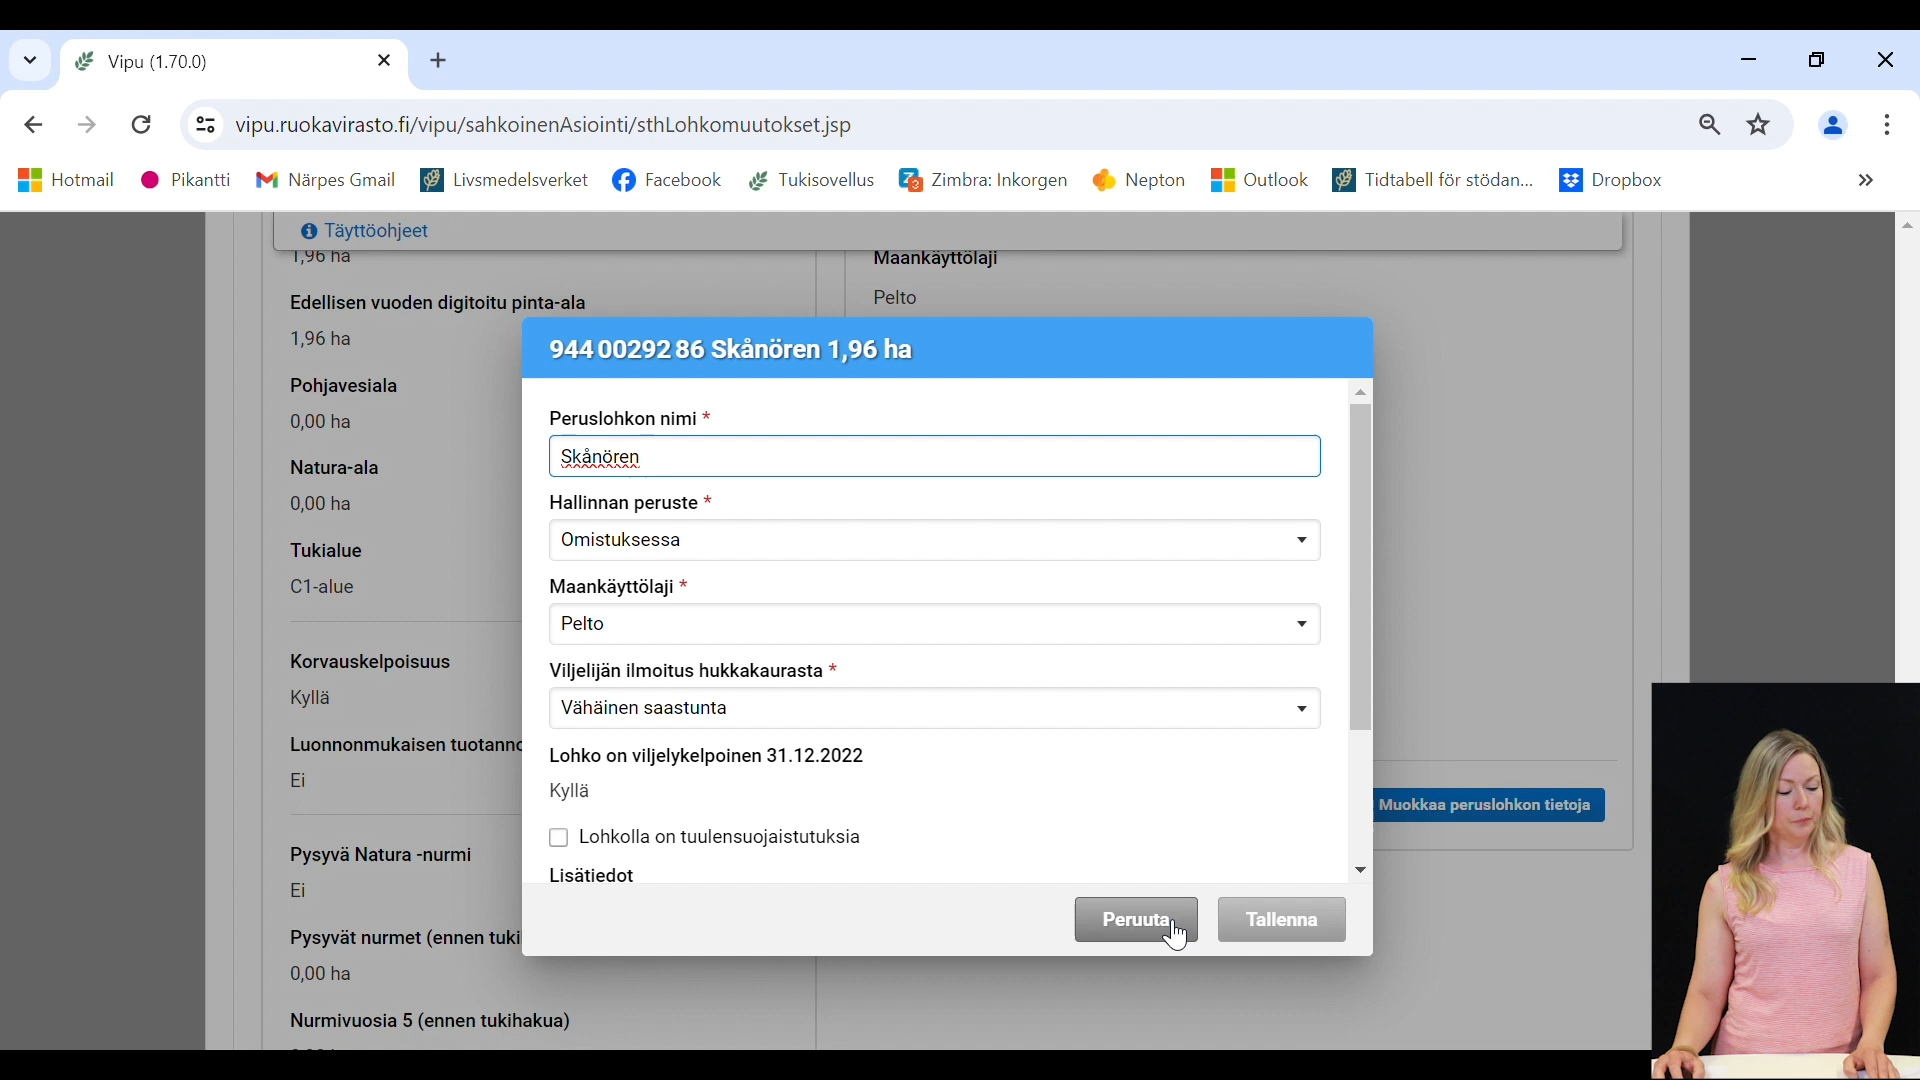 Vipu (1.70.0)
vipu.ruokavirasto.fi/vipu/sahkoinenAsiointi/sthLohkomuutokset.jsp
Hotmail Pikantti Närpes Gmail Livsmedelsverket Facebook Tukisovellus Zimbra: Inkorgen Nepton Outlook Tidtabell för stödan... Dropbox
Täyttöohjeet
1,96 ha
Edellisen vuoden digitoitu pinta-ala
1,96 ha
Pohjavesiala
0,00 ha
Natura-ala
0,00 ha
Tukialue
C1-alue
Korvauskelpoisuus
Kyllä
Luonnonmukaisen
Ei
Pysyvä Natura -nurmi
Ei
Pysyvät nurmet (ennen
0,00 ha
Nurmivuosia 5 (ennen tukihakua)
Maankäyttölaji
Pelto
944 00292 86 Skånören 1,96 ha
Peruslohkon nimi *
Skånören
Hallinnan peruste *
Omistuksessa
Maankäyttölaji *
Pelto
Viljelijän ilmoitus hukkakaurasta *
Vähäinen saastunta
Lohko on viljelykelpoinen 31.12.2022
Kyllä
Lohkolla on tuulensuojaistutuksia
Lisätiedot
Peruuta Tallenna
Muokkaa peruslohkon tietoja